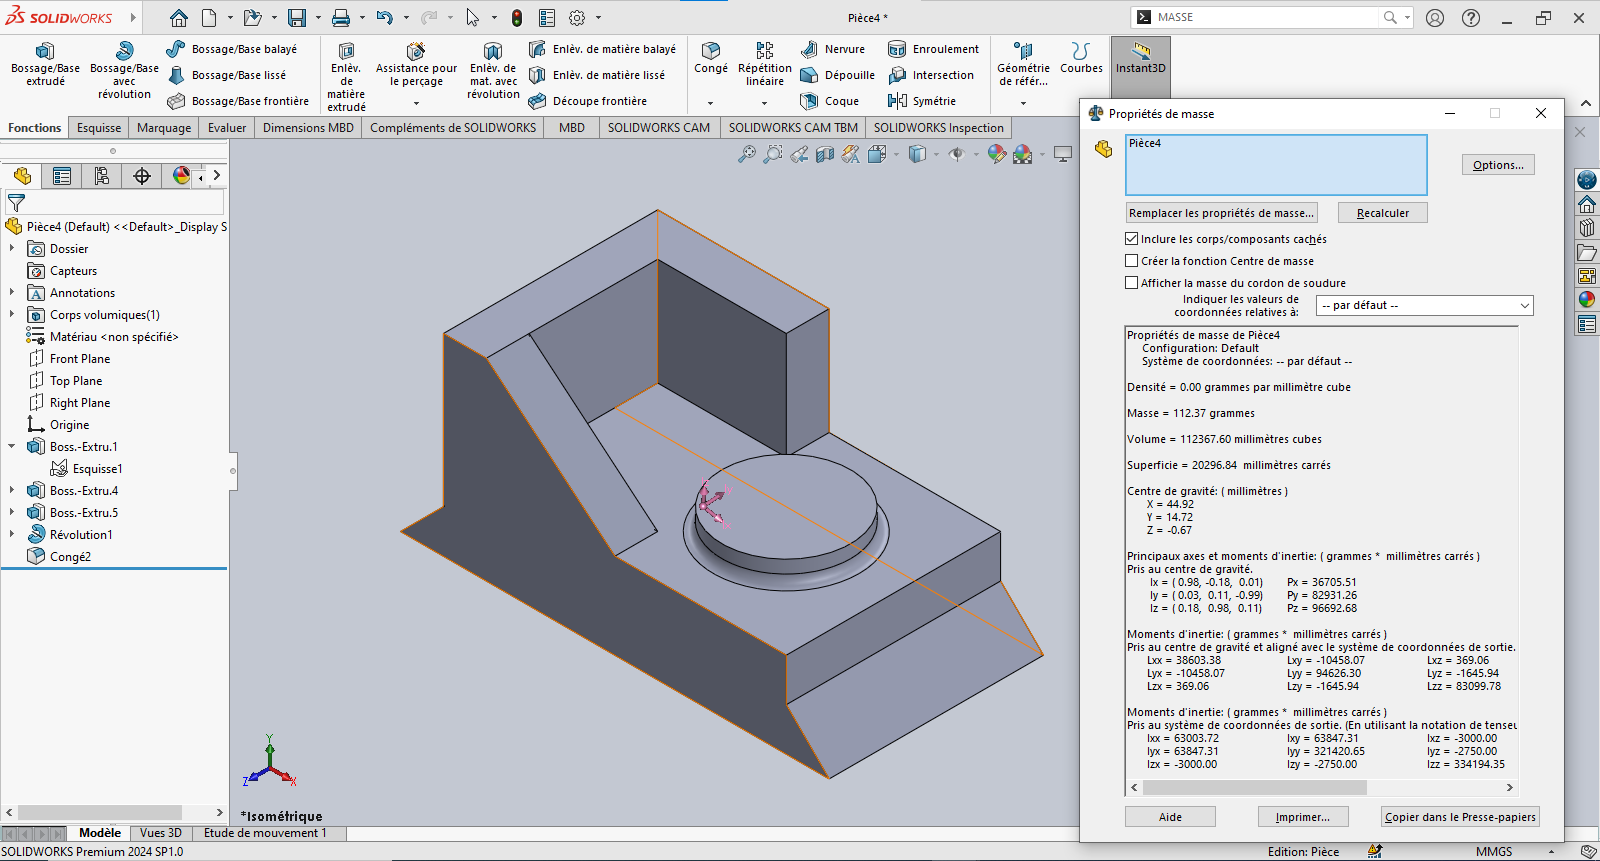 SOLIDWORKS
Pièce4 *
MASSE
Bossage/Base extrudé
Bossage/Base avec révolution
Bossage/Base balayé
Bossage/Base lissé
Bossage/Base frontière
Enlèv. de matière extrudé
Assistance pour le perçage
Enlèv. de mat. avec révolution
Enlèv. de matière balayé
Enlèv. de matière lissé
Découpe frontière
Congé
Répétition linéaire
Nervure
Dépouille
Coque
Enroulement
Intersection
Symétrie
Géométrie de référ...
Courbes
Instant3D
Fonctions
Esquisse
Marquage
Evaluer
Dimensions MBD
Compléments de SOLIDWORKS
MBD
SOLIDWORKS CAM
SOLIDWORKS CAM TBM
SOLIDWORKS Inspection
Pièce4 (Default) <<Default>_Display S
Dossier
Capteurs
Annotations
Corps volumiques(1)
Matériau <non spécifié>
Front Plane
Top Plane
Right Plane
Origine
Boss.-Extru.1
Esquisse1
Boss.-Extru.4
Boss.-Extru.5
Révolution1
Congé2
Y
Z
X
*Isométrique
Propriétés de masse
Pièce4
Options...
Remplacer les propriétés de masse...
Recalculer
Inclure les corps/composants cachés
Créer la fonction Centre de masse
Afficher la masse du cordon de soudure
Indiquer les valeurs de
coordonnées relatives à:
-- par défaut --
Propriétés de masse de Pièce4
Configuration: Default
Système de coordonnées: -- par défaut --
Densité = 0.00 grammes par millimètre cube
Masse = 112.37 grammes
Volume = 112367.60 millimètres cubes
Superficie = 20296.84 millimètres carrés
Centre de gravité: ( millimètres )
X = 44.92
Y = 14.72
Z = -0.67
Principaux axes et moments d'inertie: ( grammes * millimètres carrés )
Pris au centre de gravité.
Ix = ( 0.98, -0.18, 0.01) Px = 36705.51
Iy = ( 0.03, 0.11, -0.99) Py = 82931.26
Iz = ( 0.18, 0.98, 0.11) Pz = 96692.68
Moments d'inertie: ( grammes * millimètres carrés )
Pris au centre de gravité et aligné avec le système de coordonnées de sortie.
Lxx = 38603.38 Lxy = -10458.07 Lxz = 369.06
Lyx = -10458.07 Lyy = 94626.30 Lyz = -1645.94
Lzx = 369.06 Lzy = -1645.94 Lzz = 83099.78
Moments d'inertie: ( grammes * millimètres carrés )
Pris au système de coordonnées de sortie. (En utilisant la notation de tenseu
Ixx = 63003.72 Ixy = 63847.31 Ixz = -3000.00
Iyx = 63847.31 Iyy = 321420.65 Iyz = -2750.00
Izx = -3000.00 Izy = -2750.00 Izz = 334194.35
Aide
Imprimer...
Copier dans le Presse-papiers
Modèle
Vues 3D
Etude de mouvement 1
SOLIDWORKS Premium 2024 SP1.0
Edition: Pièce
MMGS